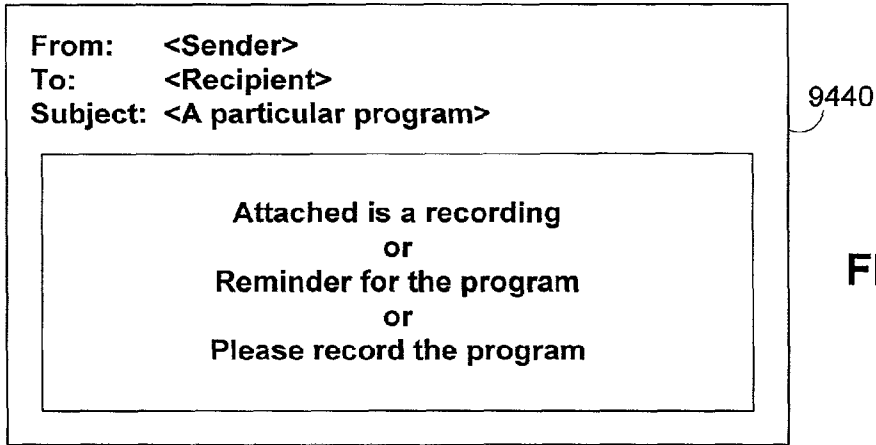 From: <Sender>
To: <Recipient>
Subject: <A particular program>
9440
Attached is a recording
or
Reminder for the program
or
Please record the program